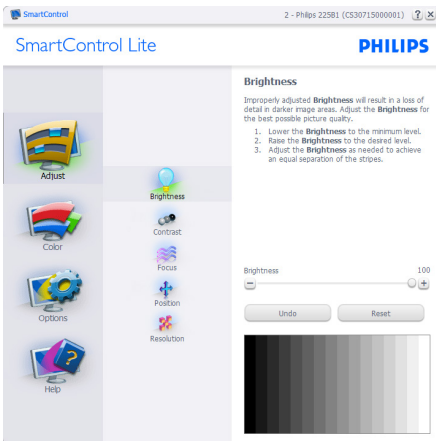 SmartControl
2 - Philips 225B1 (CS30715000001)
SmartControl Lite
PHILIPS
Adjust
Color
Options
Help
Brightness
Contrast
Focus
Position
Resolution
Brightness
Improperly adjusted Brightness will result in a loss of
detail in darker image areas. Adjust the Brightness for
the best possible picture quality.
1. Lower the Brightness to the minimum level.
2. Raise the Brightness to the desired level.
3. Adjust the Brightness as needed to achieve
an equal separation of the stripes.
Brightness 100
Undo Reset